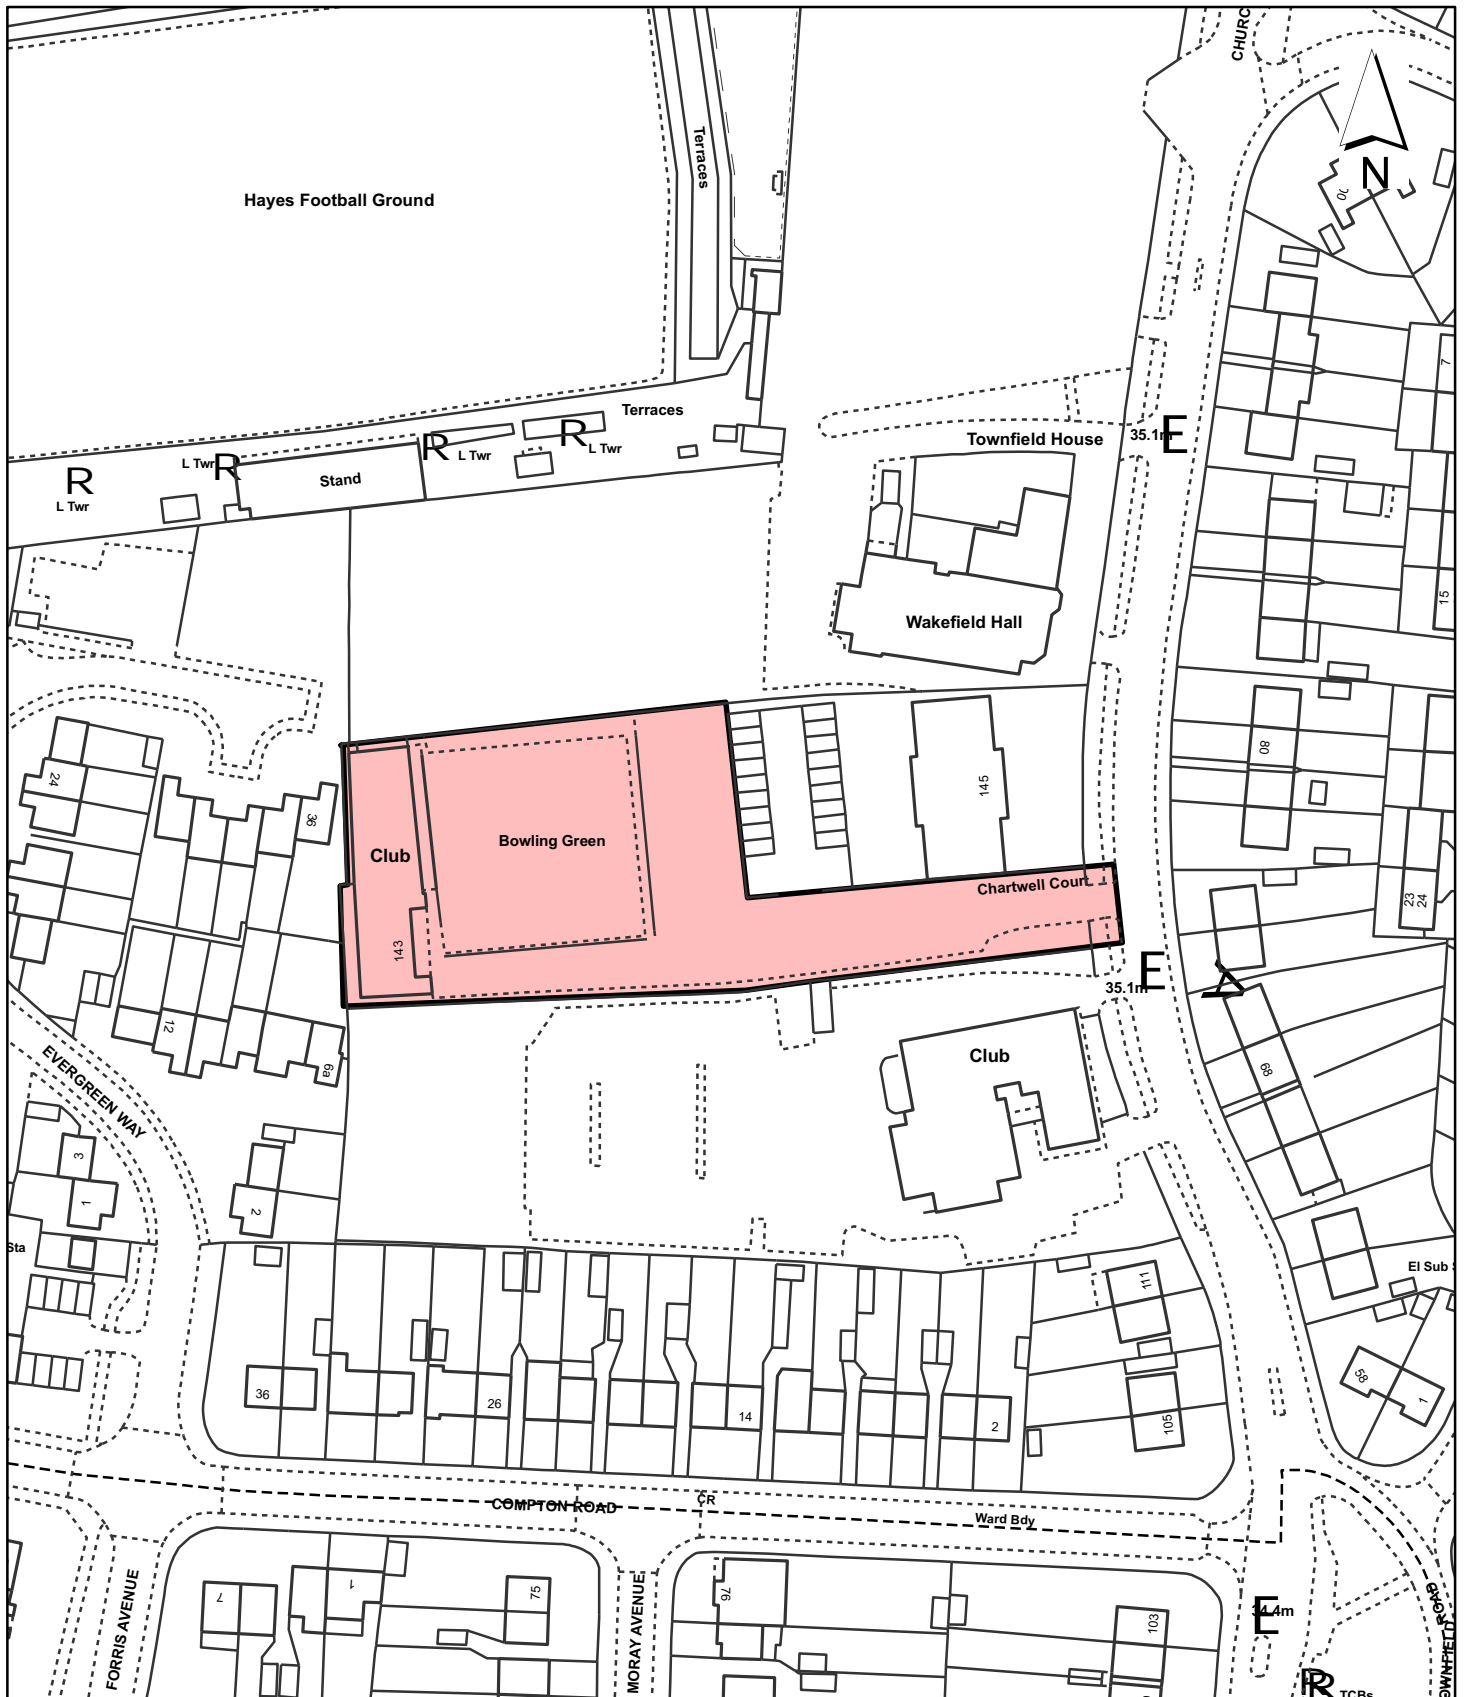 CHURC
N
Terraces
Hayes Football Ground
7
Terraces
Townfield House
35.1m
E
R
L Twr
R
L Twr
R
L Twr
R
L Twr
Stand
15
Wakefield Hall
80
24
36
145
Club
Bowling Green
Chartwell Court
23
24
143
E
35.1m
12
6a
Club
68
EVERGREEN WAY
3
1
2
Sta
111
El Sub
58
1
36
26
14
2
105
COMPTON ROAD
CR
Ward Bdy
FORRIS AVENUE
7
1
75
MORAY AVENUE
76
103
E
34.4m
ROAD
OWNFIELD
R
TCBs